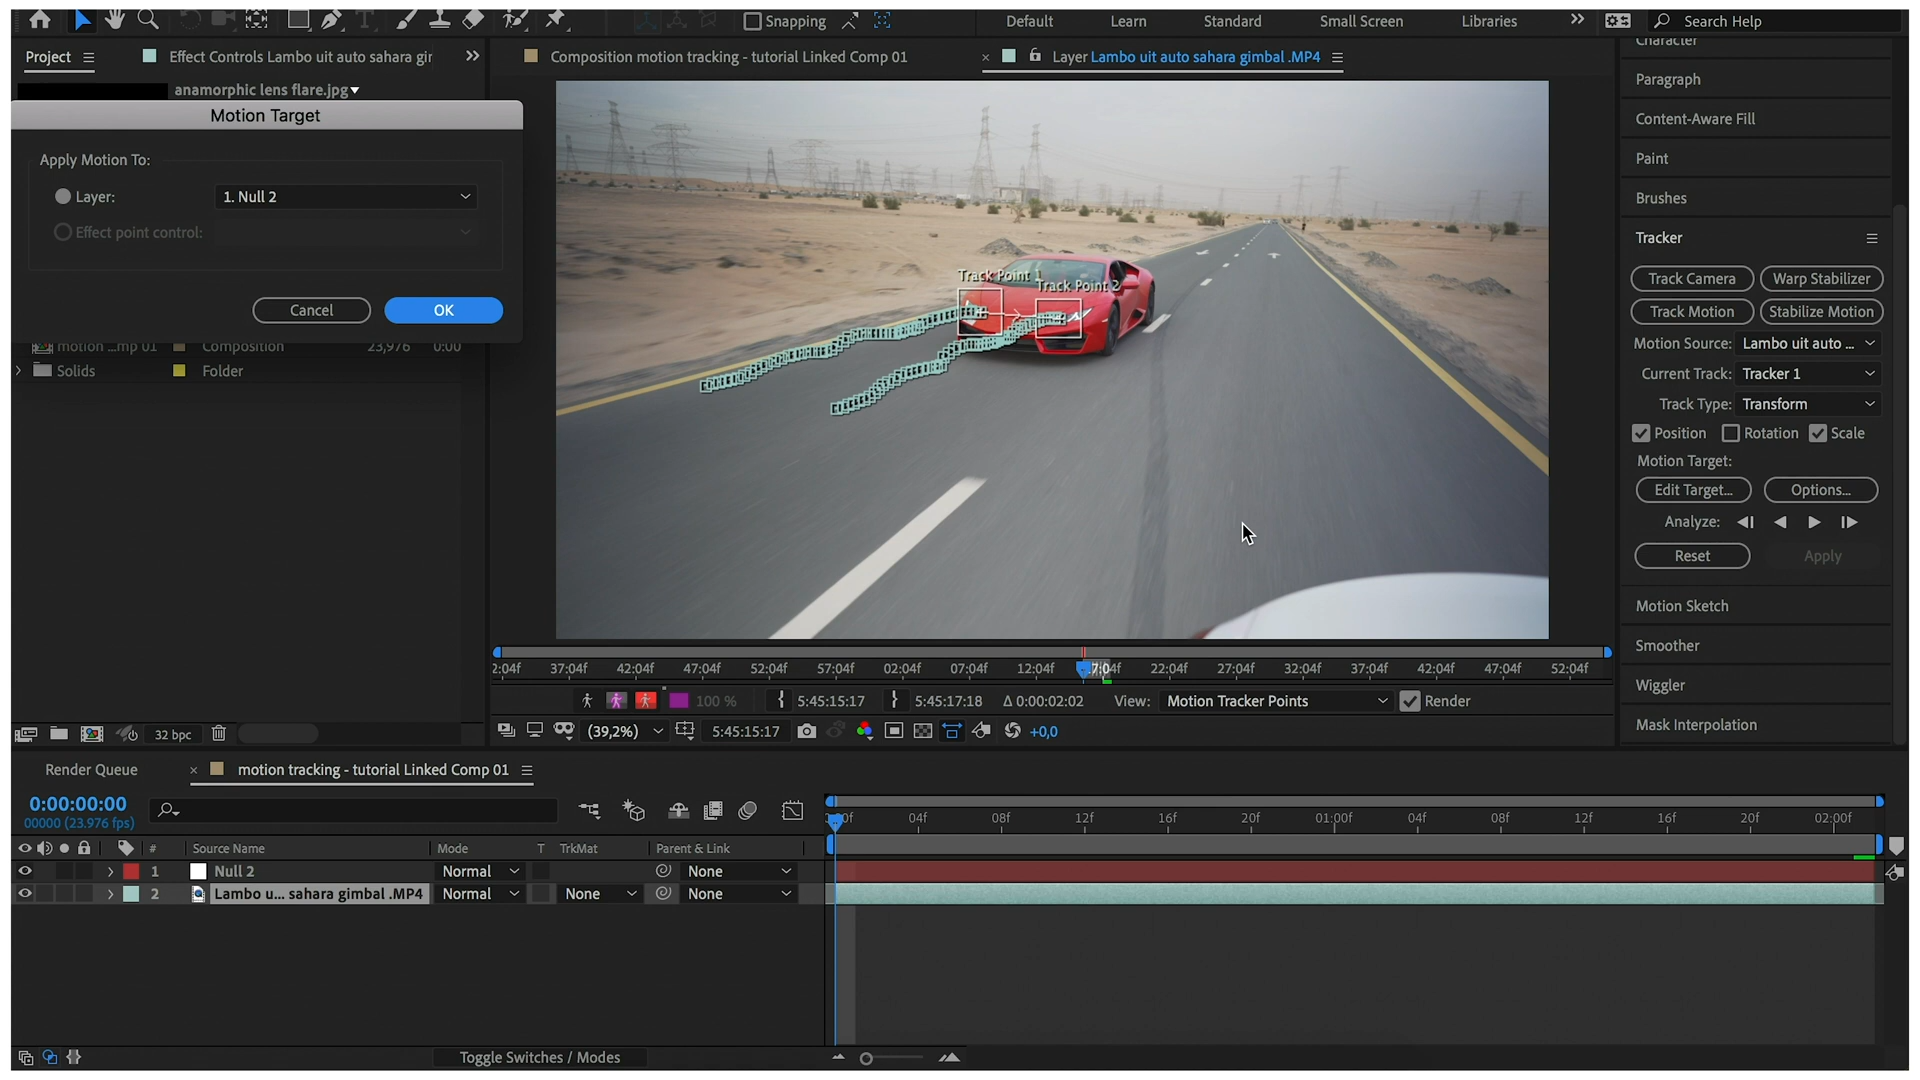 Snapping
Default
Learn
Standard
Small Screen
Libraries
Search Help
Project
Effect Controls Lambo uit auto sahara gir
Composition motion tracking - tutorial Linked Comp 01
Layer Lambo uit auto sahara gimbal .MP4
anamorphic lens flare.jpg
Motion Target
Apply Motion To:
Layer:
1. Null 2
Effect point control:
Cancel
OK
motion ...mp 01
Composition
23,976
0:00
Solids
Folder
Track Point 1
Track Point 2
Character
Paragraph
Content-Aware Fill
Paint
Brushes
Tracker
Track Camera
Warp Stabilizer
Track Motion
Stabilize Motion
Motion Source:
Lambo uit auto ...
Current Track:
Tracker 1
Track Type:
Transform
Position
Rotation
Scale
Motion Target:
Edit Target...
Options...
Analyze:
Reset
Apply
Motion Sketch
Smoother
Wiggler
Mask Interpolation
2:04f 37:04f 42:04f 47:04f 52:04f 57:04f 02:04f 07:04f 12:04f 22:04f 27:04f 32:04f 37:04f 42:04f 47:04f 52:04f
100 %
5:45:15:17
5:45:17:18
Δ 0:00:02:02
View:
Motion Tracker Points
Render
32 bpc
(39,2%)
5:45:15:17
+0,0
Render Queue
motion tracking - tutorial Linked Comp 01
0:00:00:00
00000 (23.976 fps)
04f 08f 12f 16f 20f 01:00f 04f 08f 12f 16f 20f 02:00f
#
Source Name
Mode
T
TrkMat
Parent & Link
1
Null 2
Normal
None
2
Lambo u... sahara gimbal .MP4
Normal
None
None
Toggle Switches / Modes